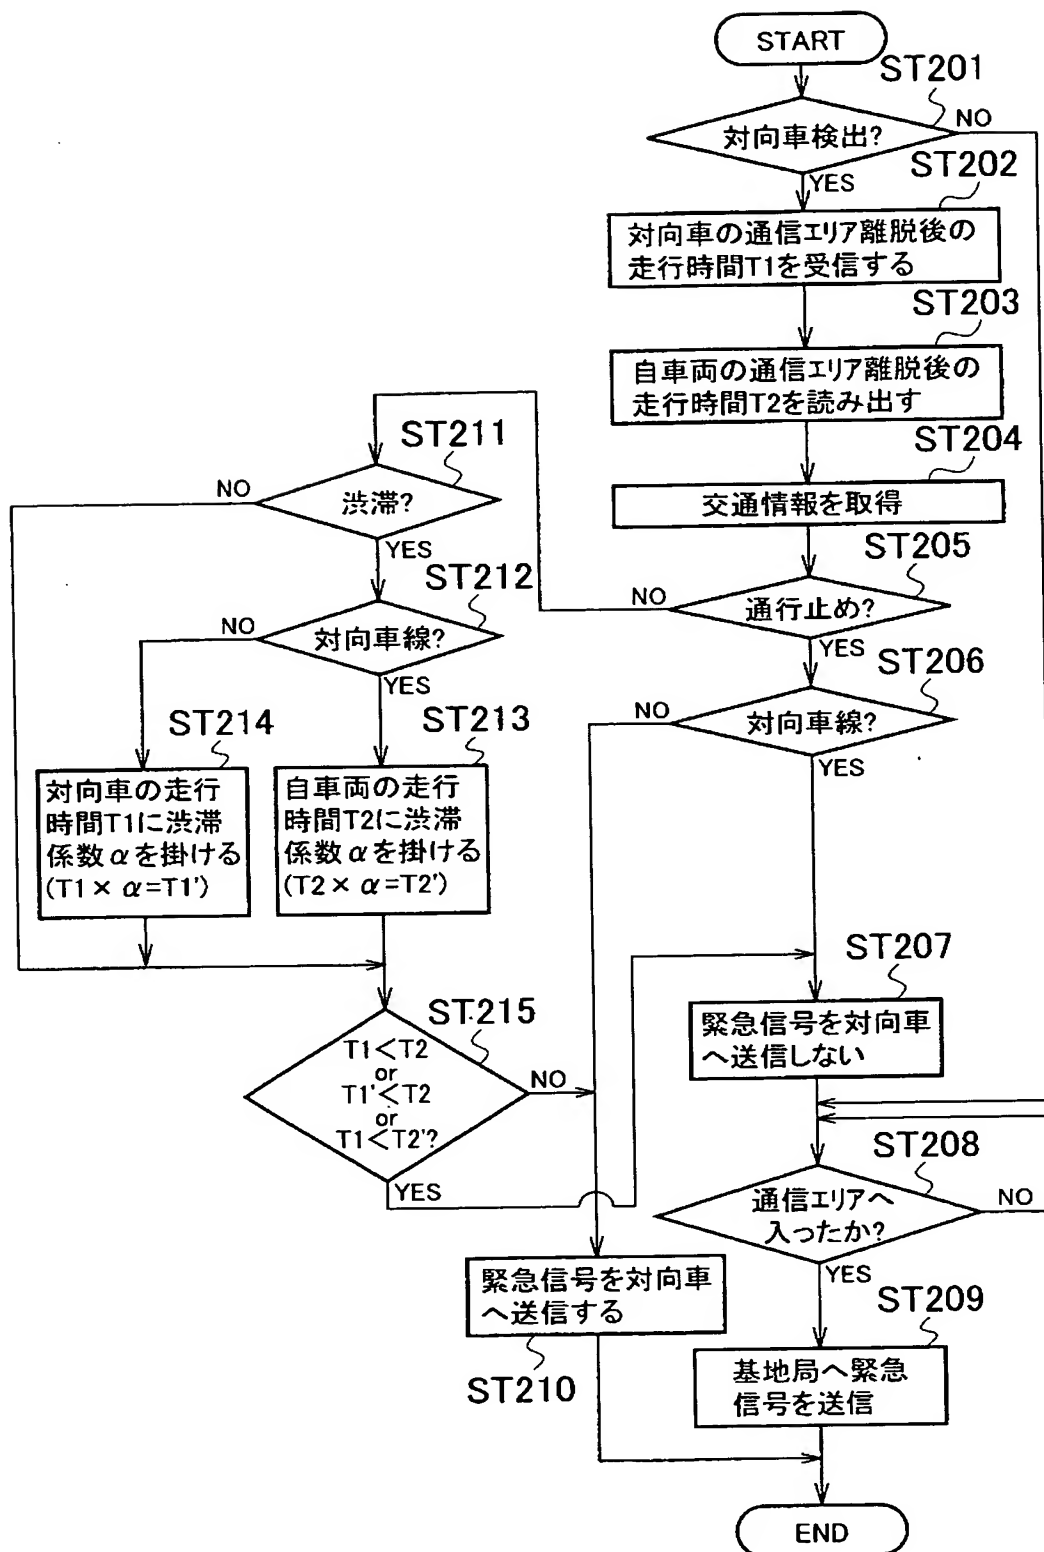 START
ST201
対向車検出?
NO
YES
ST202
対向車の通信エリア離脱後の
走行時間T1を受信する
ST203
自車両の通信エリア離脱後の
走行時間T2を読み出す
ST204
交通情報を取得
ST205
通行止め?
NO
YES
ST206
対向車線?
NO
YES
ST211
渋滞?
NO
YES
ST212
対向車線?
NO
YES
ST214
対向車の走行
時間T1に渋滞
係数αを掛ける
(T1×α=T1')
ST213
自車両の走行
時間T2に渋滞
係数αを掛ける
(T2×α=T2')
ST215
T1<T2
or
T1'<T2
or
T1<T2'?
NO
YES
ST207
緊急信号を対向車
へ送信しない
ST208
通信エリアへ
入ったか?
NO
YES
ST209
基地局へ緊急
信号を送信
緊急信号を対向車
へ送信する
ST210
END